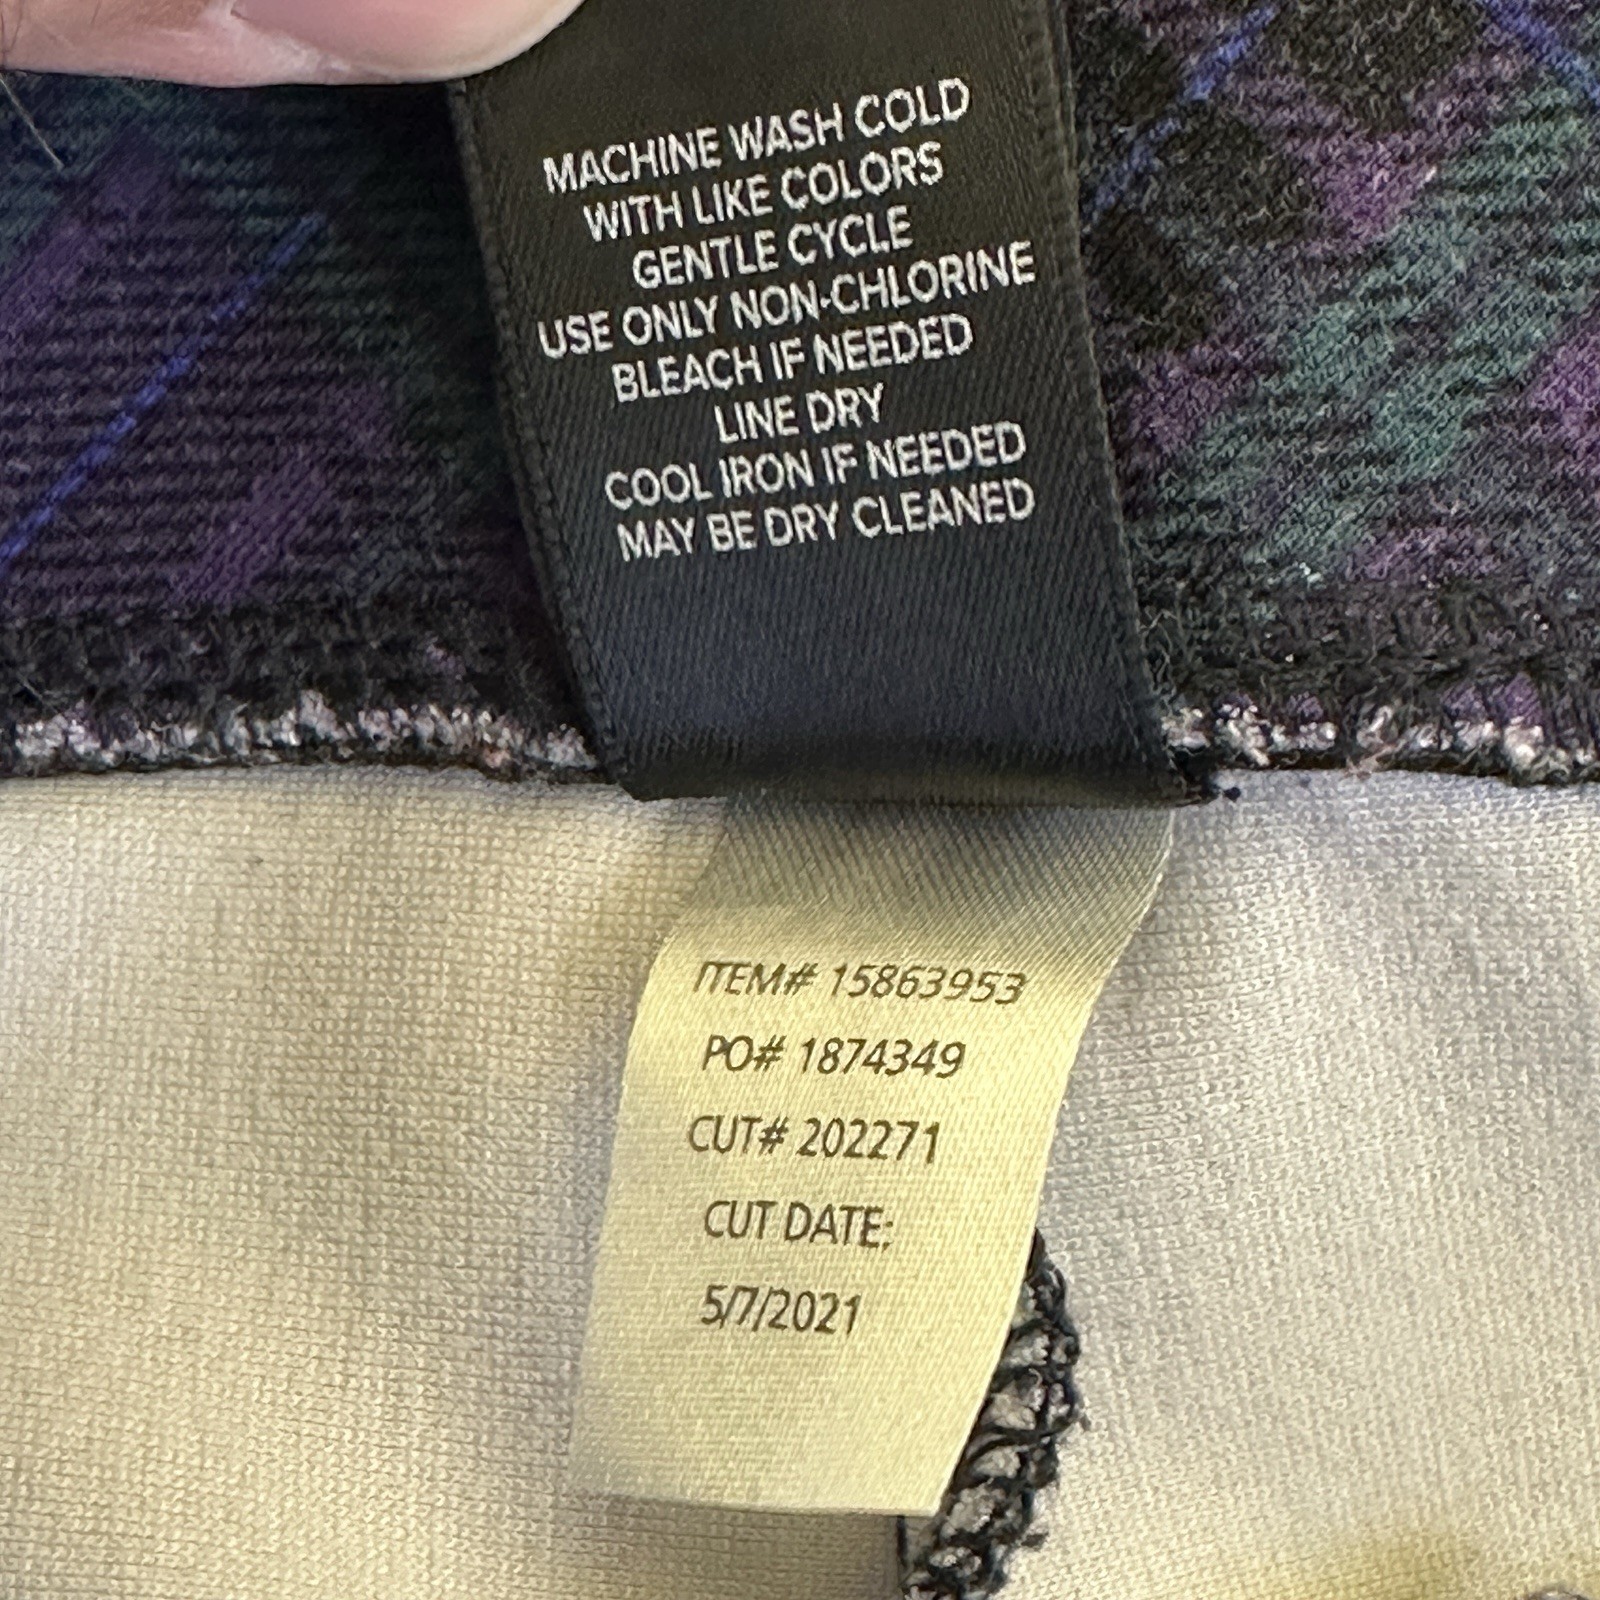 MACHINE WASH COLD
WITH LIKE COLORS
GENTLE CYCLE
USE ONLY NON-CHLORINE
BLEACH IF NEEDED
LINE DRY
COOL IRON IF NEEDED
MAY BE DRY CLEANED
ITEM# 15863953
PO# 1874349
CUT# 202271
CUT DATE:
5/7/2021